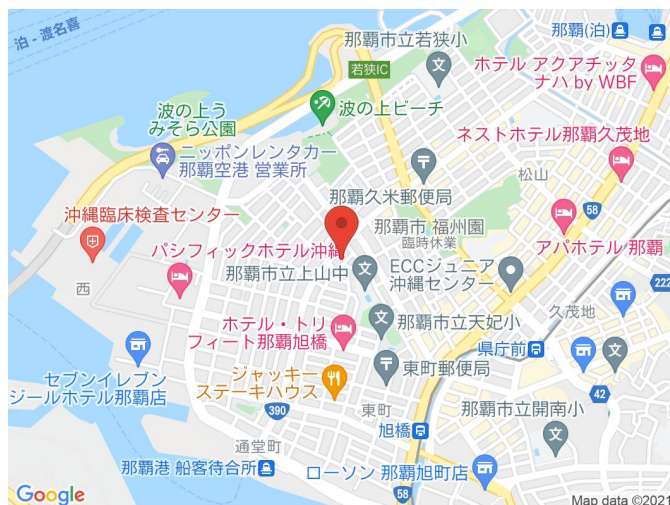 泊 - 渡名喜
那覇(泊)
那覇市立若狭小
若狭IC
ホテル アクアチッタ
ナハ by WBF
波の上う
みそら公園
波の上ビーチ
ネストホテル那覇久茂地
ニッポンレンタカー
那覇空港 営業所
松山
那覇久米郵便局
58
沖縄臨床検査センター
那覇市 福州園
臨時休業
アパホテル 那覇
パシフィックホテル沖縄
西
那覇市立上山中
ECCジュニア
沖縄センター
222
久茂地
ホテル・トリ
フィート那覇旭橋
那覇市立天妃小
県庁前
セブンイレブン
ジールホテル那覇店
ジャッキー
ステーキハウス
東町郵便局
42
390
東町
那覇市立開南小
旭橋
通堂町
那覇港 船客待合所
ローソン 那覇旭町店
58
Google
Map data ©2021